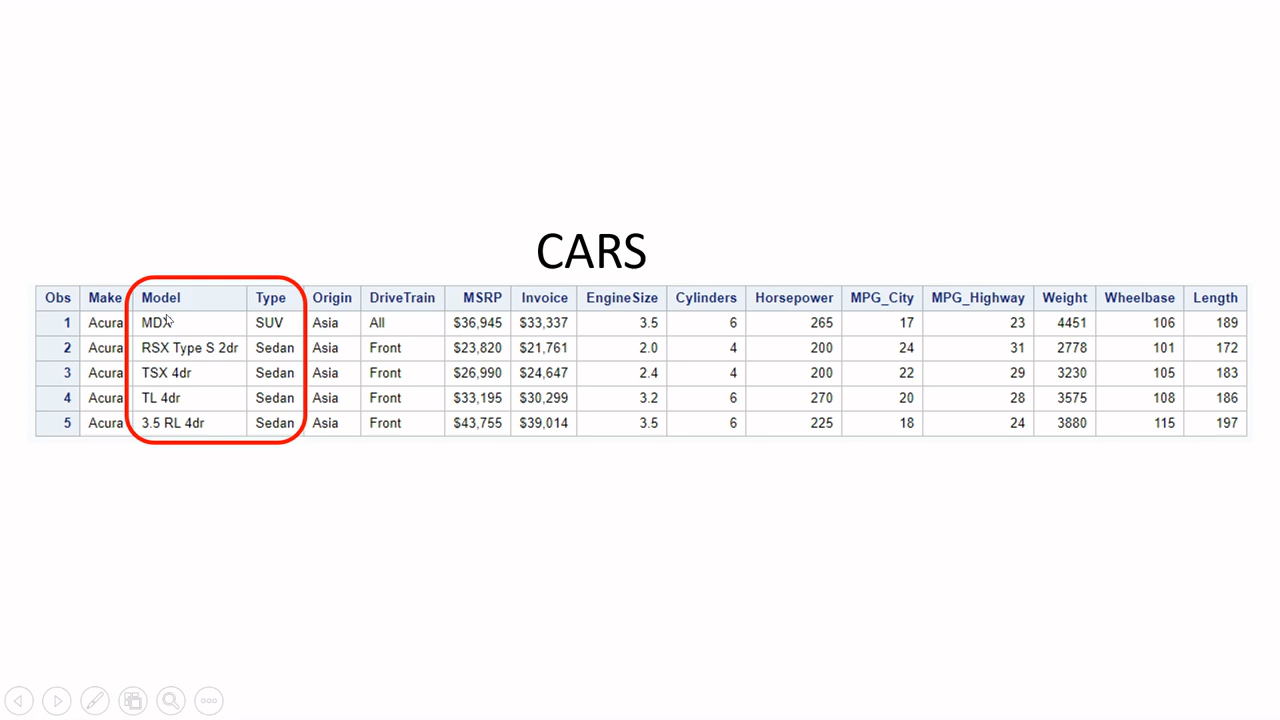 CARS
Obs Make Model Type Origin DriveTrain MSRP Invoice EngineSize Cylinders Horsepower MPG_City MPG_Highway Weight Wheelbase Length
1 Acura MDX SUV Asia All $36,945 $33,337 3.5 6 265 17 23 4451 106 189
2 Acura RSX Type S 2dr Sedan Asia Front $23,820 $21,761 2.0 4 200 24 31 2778 101 172
3 Acura TSX 4dr Sedan Asia Front $26,990 $24,647 2.4 4 200 22 29 3230 105 183
4 Acura TL 4dr Sedan Asia Front $33,195 $30,299 3.2 6 270 20 28 3575 108 186
5 Acura 3.5 RL 4dr Sedan Asia Front $43,755 $39,014 3.5 6 225 18 24 3880 115 197